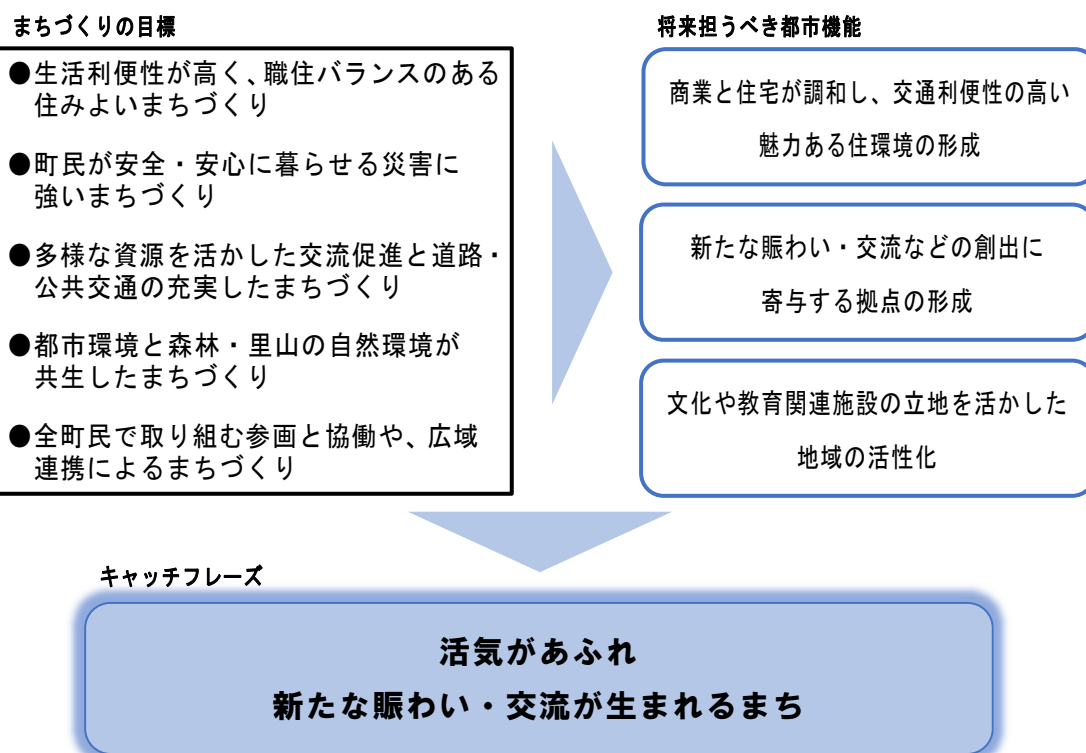 まちづくりの目標
●生活利便性が高く、職住バランスのある
住みよいまちづくり
●町民が安全・安心に暮らせる災害に
強いまちづくり
●多様な資源を活かした交流促進と道路・
公共交通の充実したまちづくり
●都市環境と森林・里山の自然環境が
共生したまちづくり
●全町民で取り組む参画と協働や、広域
連携によるまちづくり
将来担うべき都市機能
商業と住宅が調和し、交通利便性の高い
魅力ある住環境の形成
新たな賑わい・交流などの創出に
寄与する拠点の形成
文化や教育関連施設の立地を活かした
地域の活性化
キャッチフレーズ
活気があふれ
新たな賑わい・交流が生まれるまち